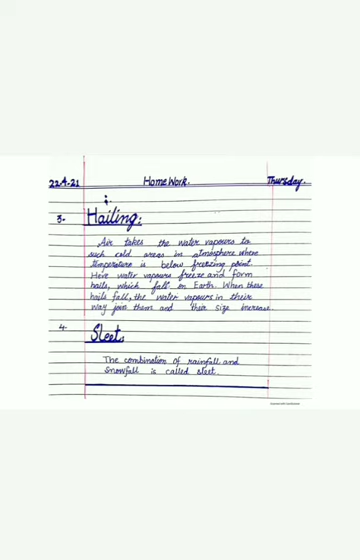 22-4-21 Home Work. Thursday.
3. Hailing:
Air takes the water vapours to
such cold areas in atmosphere where
temperature is below freezing point.
Here water vapours freeze and form
hails, which fall on Earth. When these
hails fall, the water vapours in their
way join them and their size increase.
4. Sleet.
The combination of rainfall and
snowfall is called sleet.